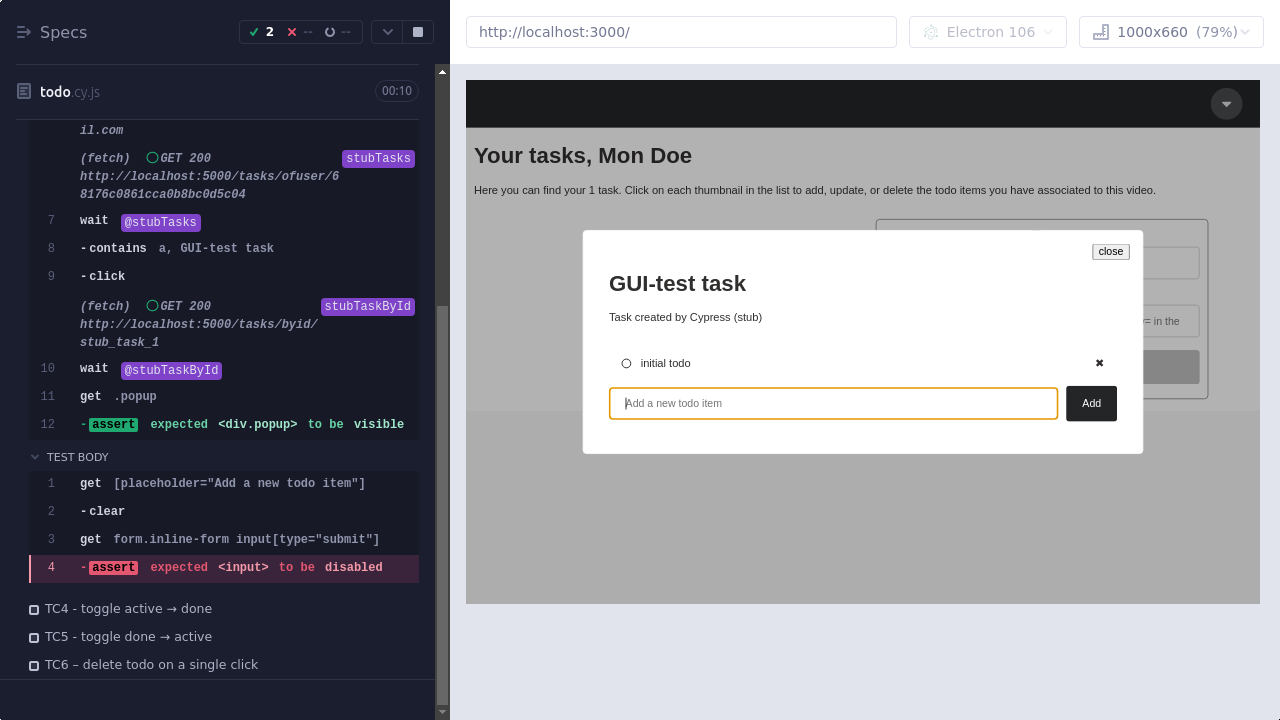 Specs
2
--
--
todo.cy.js
00:10
il.com
(fetch) GET 200 stubTasks
http://localhost:5000/tasks/ofuser/6
8176c0861cca0b8bc0d5c04
7 wait @stubTasks
8 -contains a, GUI-test task
9 -click
(fetch) GET 200 stubTaskById
http://localhost:5000/tasks/byid/
stub_task_1
10 wait @stubTaskById
11 get .popup
12 -assert expected <div.popup> to be visible
TEST BODY
1 get [placeholder="Add a new todo item"]
2 -clear
3 get form.inline-form input[type="submit"]
4 -assert expected <input> to be disabled
TC4 - toggle active → done
TC5 - toggle done → active
TC6 – delete todo on a single click
http://localhost:3000/
Electron 106
1000x660 (79%)
Your tasks, Mon Doe
Here you can find your 1 task. Click on each thumbnail in the list to add, update, or delete the todo items you have associated to this video.
close
GUI-test task
Task created by Cypress (stub)
initial todo
✖
Add a new todo item
Add
= in the